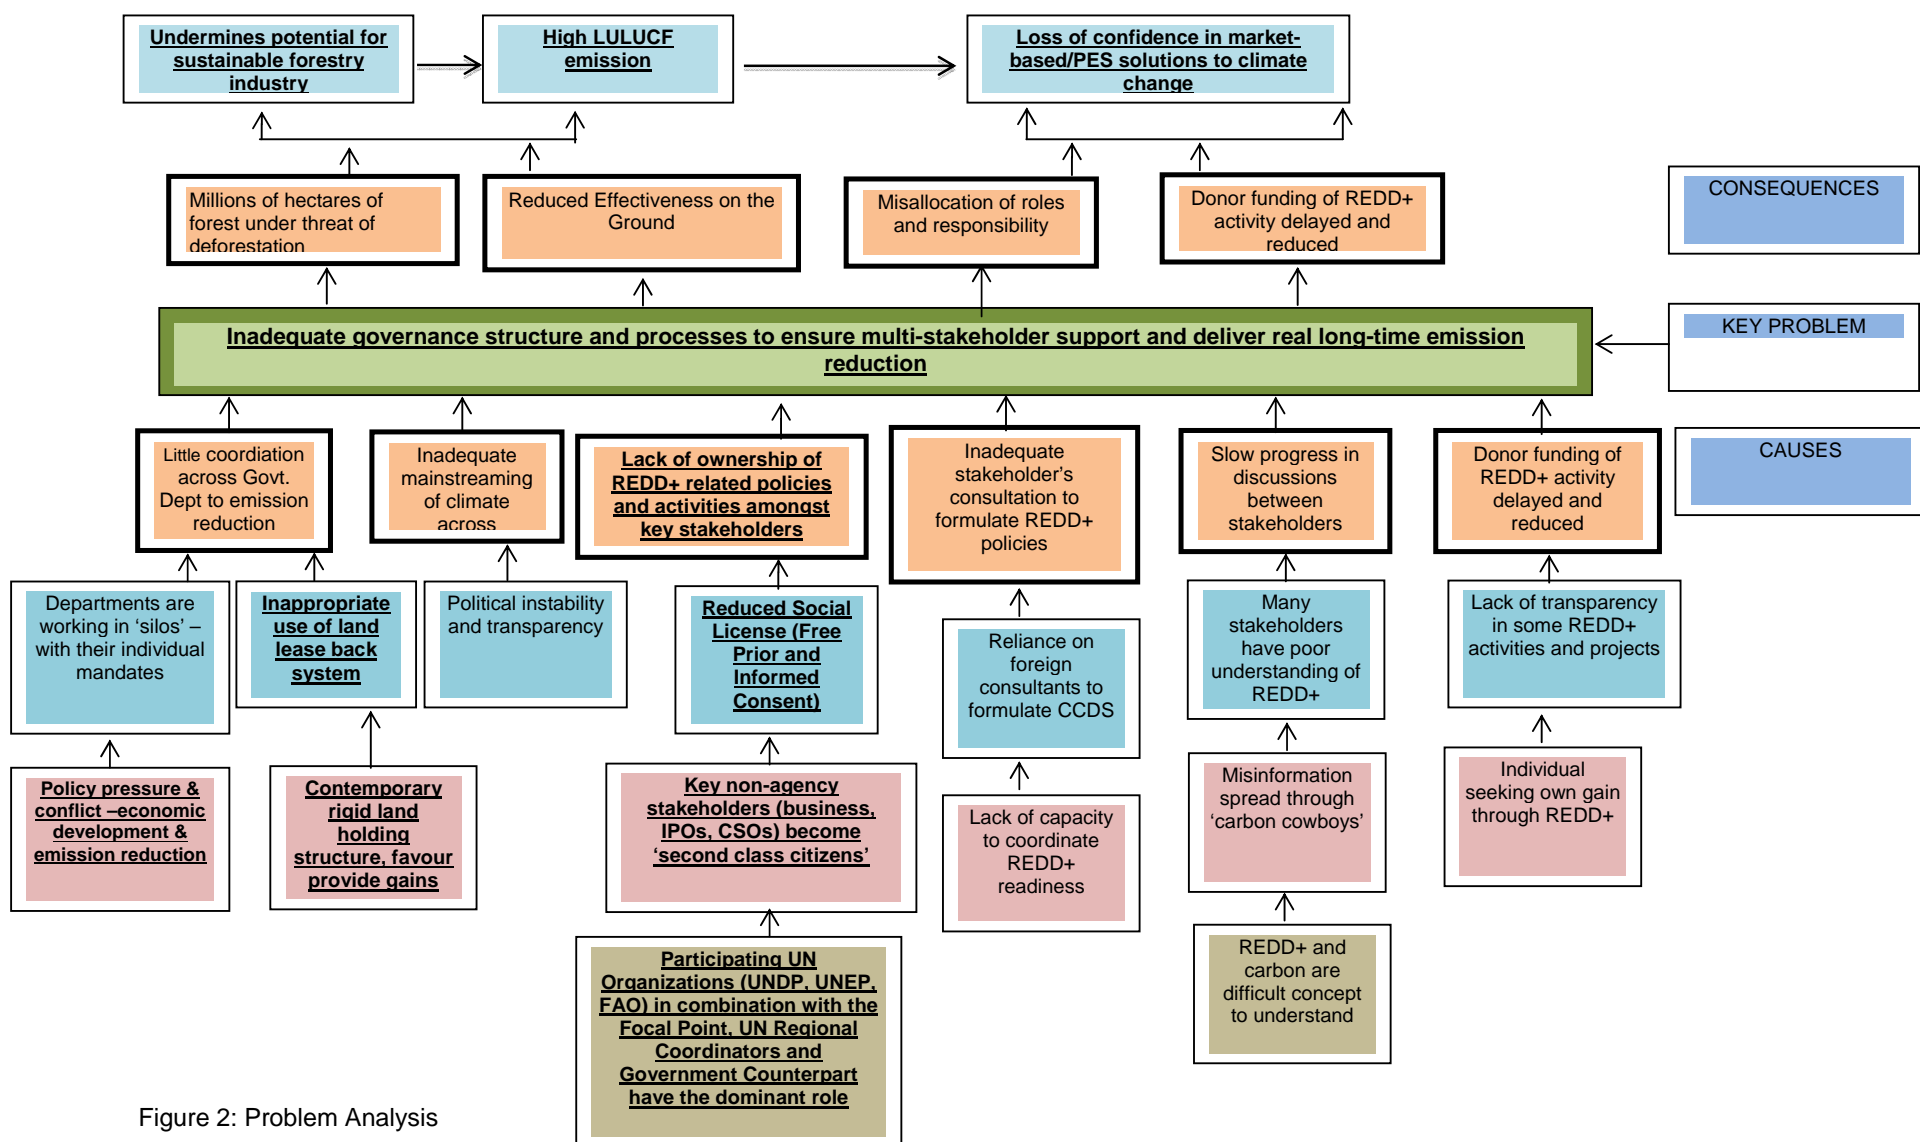 Undermines potential for
sustainable forestry
industry
High LULUCF
emission
Loss of confidence in market-
based/PES solutions to climate
change
Millions of hectares of
forest under threat of
deforestation
Reduced Effectiveness on the
Ground
Misallocation of roles
and responsibility
Donor funding of REDD+
activity delayed and
reduced
CONSEQUENCES
Inadequate governance structure and processes to ensure multi-stakeholder support and deliver real long-time emission
reduction
KEY PROBLEM
Little coordiation
across Govt.
Dept to emission
reduction
Inadequate
mainstreaming
of climate
across
Lack of ownership of
REDD+ related policies
and activities amongst
key stakeholders
Inadequate
stakeholder’s
consultation to
formulate REDD+
policies
Slow progress in
discussions
between
stakeholders
Donor funding of
REDD+ activity
delayed and
reduced
CAUSES
Departments are
working in ‘silos’ –
with their individual
mandates
Inappropriate
use of land
lease back
system
Political instability
and transparency
Reduced Social
License (Free
Prior and
Informed
Consent)
Reliance on
foreign
consultants to
formulate CCDS
Many
stakeholders
have poor
understanding of
REDD+
Lack of transparency
in some REDD+
activities and projects
Policy pressure &
conflict –economic
development &
emission reduction
Contemporary
rigid land
holding
structure, favour
provide gains
Key non-agency
stakeholders (business,
IPOs, CSOs) become
‘second class citizens’
Lack of capacity
to coordinate
REDD+
readiness
Misinformation
spread through
‘carbon cowboys’
Individual
seeking own gain
through REDD+
Participating UN
Organizations (UNDP, UNEP,
FAO) in combination with the
Focal Point, UN Regional
Coordinators and
Government Counterpart
have the dominant role
REDD+ and
carbon are
difficult concept
to understand
Figure 2: Problem Analysis